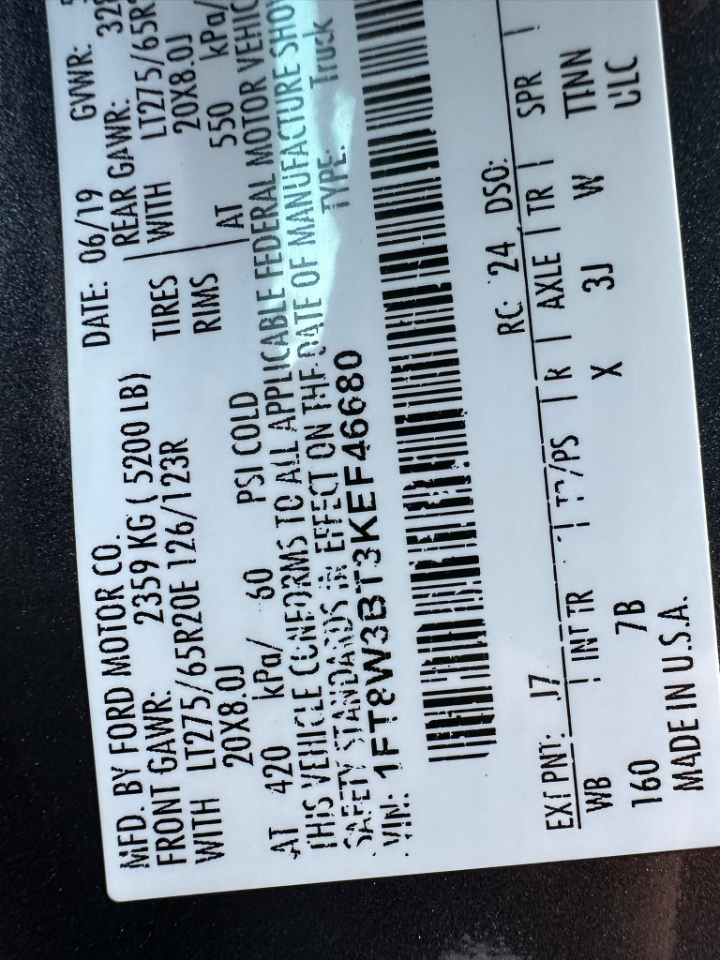 MFD. BY FORD MOTOR CO.
DATE: 06/19 GVWR:
FRONT GAWR: 2359 KG ( 5200 LB)
REAR GAWR:
WITH LT275/65R20E 126/123R
TIRES
WITH LT275/65R
20X8.0J
RIMS
20X8.0J
AT 420 kPa/ 60 PSI COLD
AT 550 kPa/
THIS VEHICLE CONFORMS TO ALL APPLICABLE FEDERAL MOTOR VEHIC
SAFETY STANDARDS IN EFFECT ON THE DATE OF MANUFACTURE SHO
VIN: 1FT8W3BT3KEF46680
TYPE: Truck
EXT PNT: J7 RC: 24 DSO:
WB INT TR R AXLE TR SPR
160 7B X 3J W
MADE IN U.S.A.